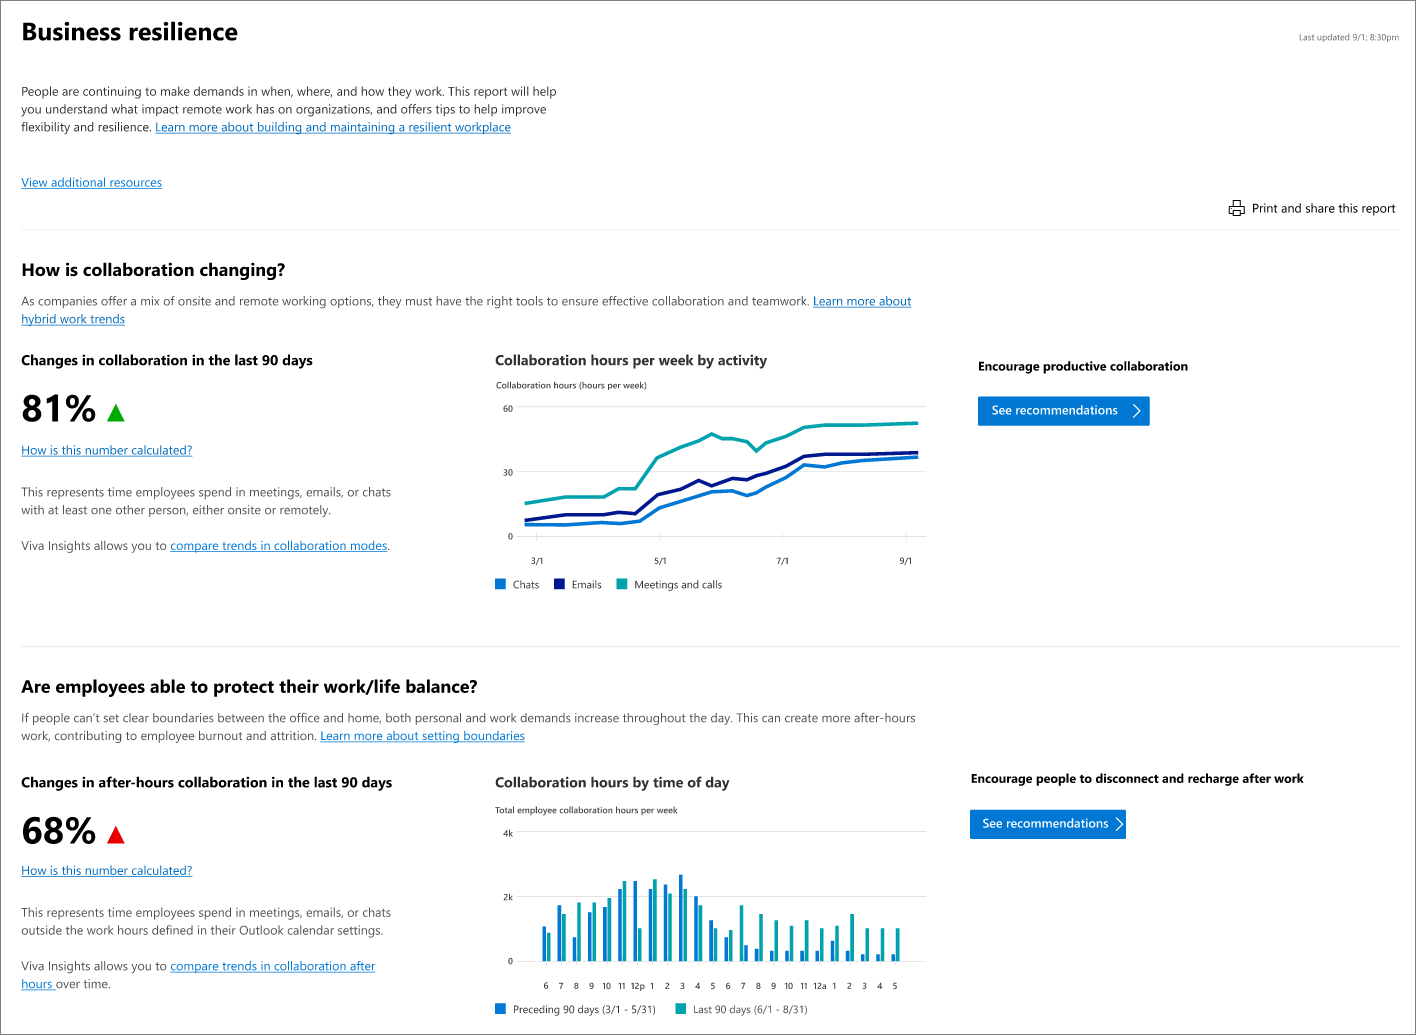 Business resilience
Last updated 9/1; 8:30pm
People are continuing to make demands in when, where, and how they work. This report will help
you understand what impact remote work has on organizations, and offers tips to help improve
flexibility and resilience. Learn more about building and maintaining a resilient workplace
View additional resources
Print and share this report
How is collaboration changing?
As companies offer a mix of onsite and remote working options, they must have the right tools to ensure effective collaboration and teamwork. Learn more about
hybrid work trends
Changes in collaboration in the last 90 days
81%
How is this number calculated?
This represents time employees spend in meetings, emails, or chats
with at least one other person, either onsite or remotely.
Viva Insights allows you to compare trends in collaboration modes.
Collaboration hours per week by activity
Collaboration hours (hours per week)
60
30
0
3/1 5/1 7/1 9/1
Chats Emails Meetings and calls
Encourage productive collaboration
See recommendations
Are employees able to protect their work/life balance?
If people can't set clear boundaries between the office and home, both personal and work demands increase throughout the day. This can create more after-hours
work, contributing to employee burnout and attrition. Learn more about setting boundaries
Changes in after-hours collaboration in the last 90 days
68%
How is this number calculated?
This represents time employees spend in meetings, emails, or chats
outside the work hours defined in their Outlook calendar settings.
Viva Insights allows you to compare trends in collaboration after
hours over time.
Collaboration hours by time of day
Total employee collaboration hours per week
4k
2k
0
6 7 8 9 10 11 12p 1 2 3 4 5 6 7 8 9 10 11 12a 1 2 3 4 5
Preceding 90 days (3/1 - 5/31) Last 90 days (6/1 - 8/31)
Encourage people to disconnect and recharge after work
See recommendations